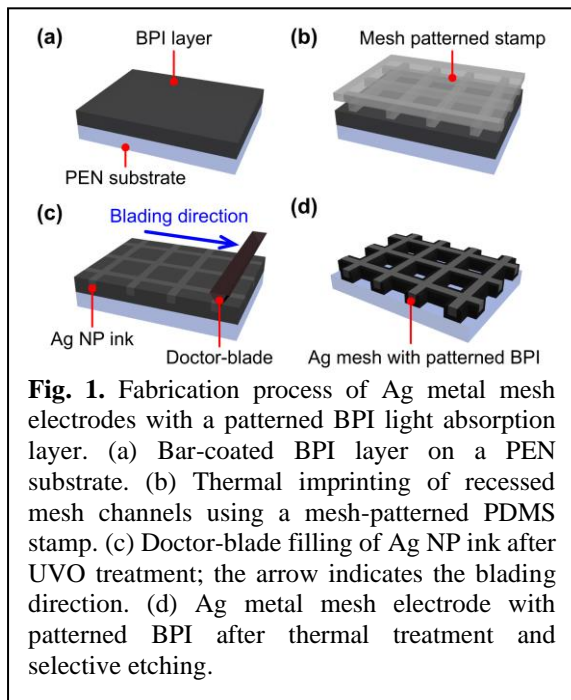 (a)
BPI layer
PEN substrate
(b)
Mesh patterned stamp
(c)
Blading direction
Ag NP ink
Doctor-blade
(d)
Ag mesh with patterned BPI
Fig. 1. Fabrication process of Ag metal mesh
electrodes with a patterned BPI light absorption
layer. (a) Bar-coated BPI layer on a PEN
substrate. (b) Thermal imprinting of recessed
mesh channels using a mesh-patterned PDMS
stamp. (c) Doctor-blade filling of Ag NP ink after
UVO treatment; the arrow indicates the blading
direction. (d) Ag metal mesh electrode with
patterned BPI after thermal treatment and
selective etching.